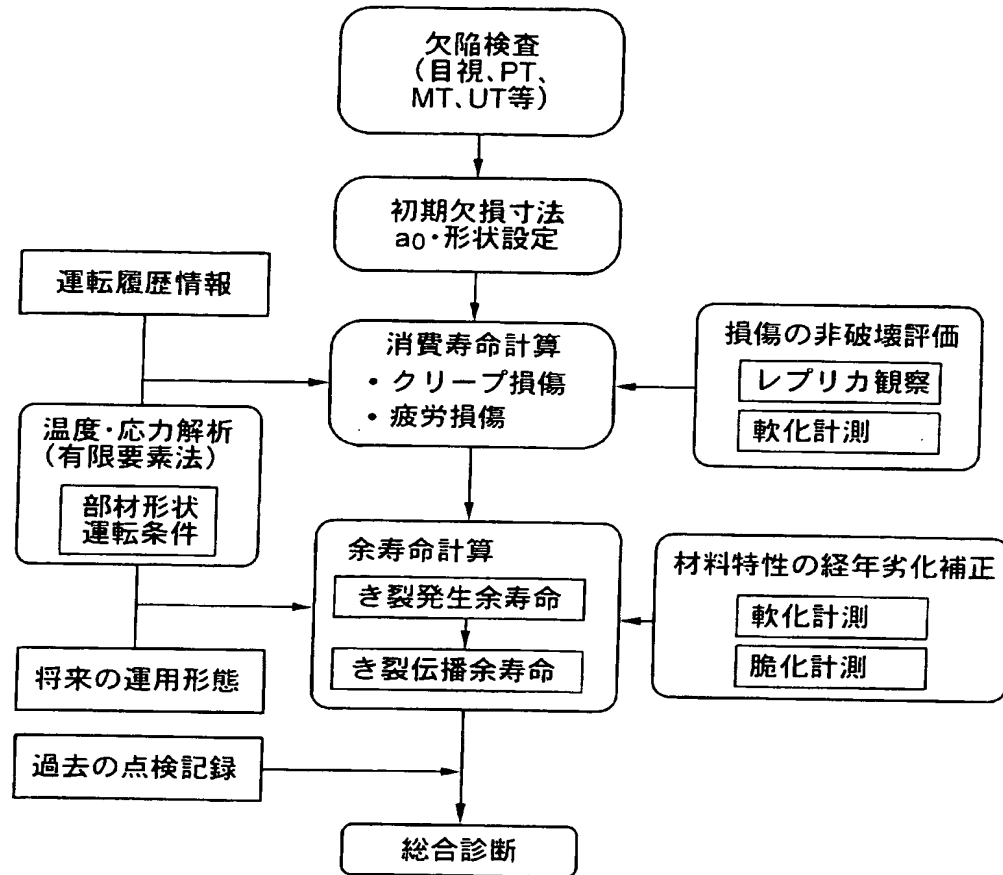 欠陥検査
(目視、PT、
MT、UT等)
初期欠損寸法
a0・形状設定
運転履歴情報
消費寿命計算
・クリープ損傷
・疲労損傷
損傷の非破壊評価
レプリカ観察
軟化計測
温度・応力解析
(有限要素法)
部材形状
運転条件
余寿命計算
き裂発生余寿命
き裂伝播余寿命
材料特性の経年劣化補正
軟化計測
脆化計測
将来の運用形態
過去の点検記録
総合診断